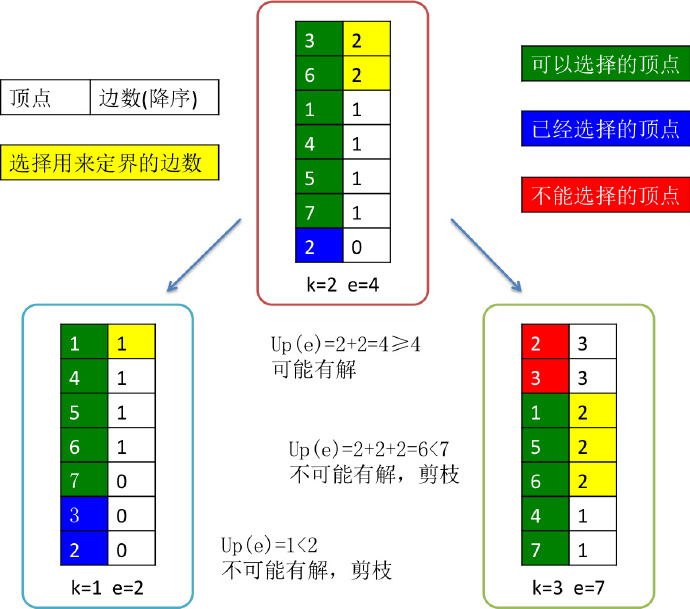 顶点 边数(降序)
选择用来定界的边数
3 2
6 2
1 1
4 1
5 1
7 1
2 0
k=2 e=4
可以选择的顶点
已经选择的顶点
不能选择的顶点
1 1
4 1
5 1
6 1
7 0
3 0
2 0
k=1 e=2
Up(e)=2+2=4≥4
可能有解
Up(e)=2+2+2=6<7
不可能有解，剪枝
Up(e)=1<2
不可能有解，剪枝
2 3
3 3
1 2
5 2
6 2
4 1
7 1
k=3 e=7